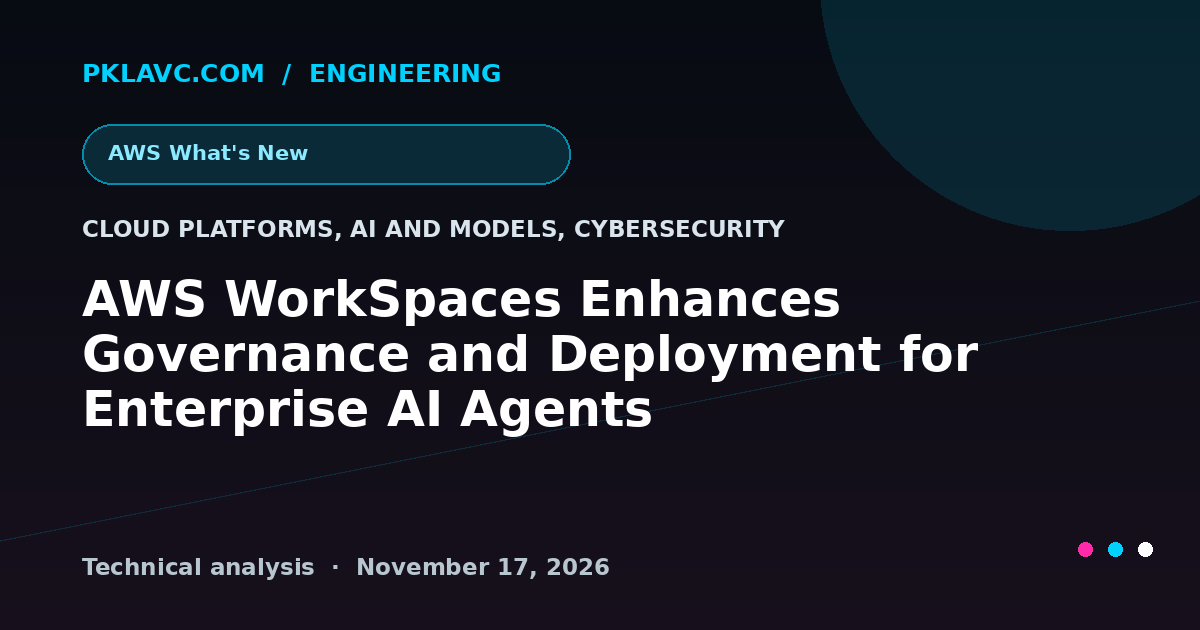 PKLAVC.COM / ENGINEERING
AWS What's New
CLOUD PLATFORMS, AI AND MODELS, CYBERSECURITY
AWS WorkSpaces Enhances
Governance and Deployment for
Enterprise AI Agents
Technical analysis · November 17, 2026